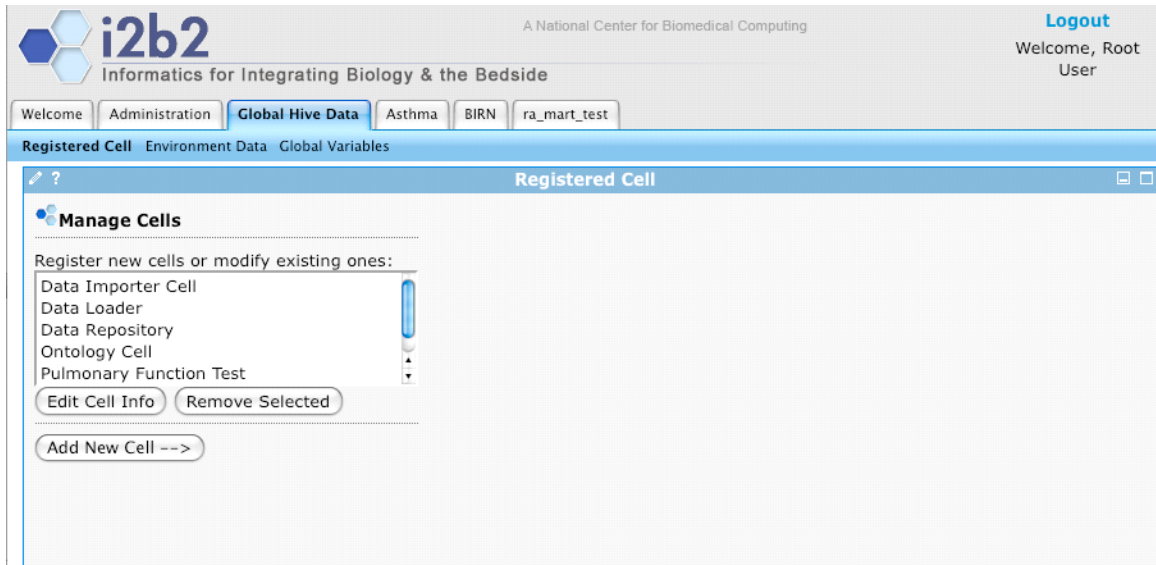 i2b2
Informatics for Integrating Biology & the Bedside
A National Center for Biomedical Computing
Logout
Welcome, Root
User
Welcome Administration Global Hive Data Asthma BIRN ra_mart_test
Registered Cell Environment Data Global Variables
? Registered Cell
Manage Cells
Register new cells or modify existing ones:
Data Importer Cell
Data Loader
Data Repository
Ontology Cell
Pulmonary Function Test
Edit Cell Info Remove Selected
Add New Cell -->